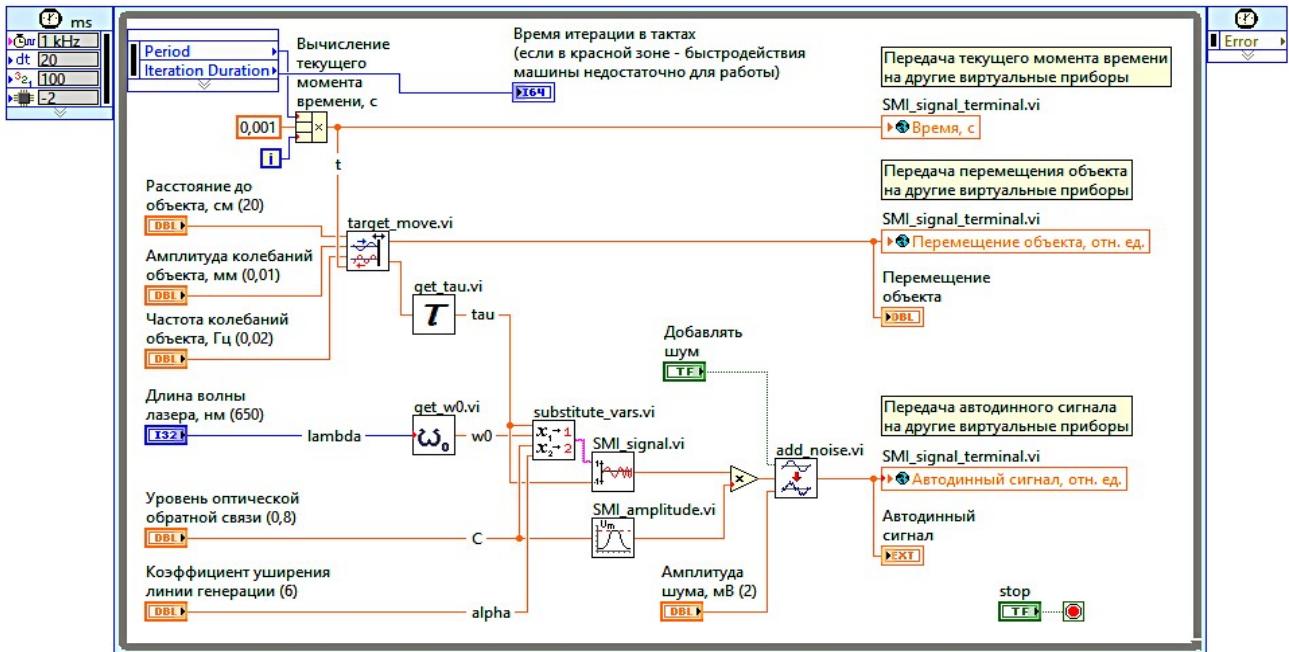 ms
1 kHz
dt 20
100
-2
Period
Iteration Duration
Вычисление
текущего
момента
времени, с
Время итерации в тактах
(если в красной зоне - быстродействия
машины недостаточно для работы)
I64
Error
Передача текущего момента времени
на другие виртуальные приборы
SMI_signal_terminal.vi
Время, с
0,001
×
i
t
Передача перемещения объекта
на другие виртуальные приборы
SMI_signal_terminal.vi
Перемещение объекта, отн. ед.
Перемещение
объекта
DBL
Расстояние до
объекта, см (20)
DBL
target_move.vi
Амплитуда колебаний
объекта, мм (0,01)
DBL
get_tau.vi
τ
tau
Частота колебаний
объекта, Гц (0,02)
DBL
Добавлять
шум
TF
Длина волны
лазера, нм (650)
I32
lambda
get_w0.vi
ω₀
w0
substitute_vars.vi
x₁→1
x₂→2
SMI_signal.vi
×
add_noise.vi
Передача автодинного сигнала
на другие виртуальные приборы
SMI_signal_terminal.vi
Автодинный сигнал, отн. ед.
Автодинный
сигнал
EXT
Уровень оптической
обратной связи (0,8)
DBL
C
SMI_amplitude.vi
Um
Коэффициент уширения
линии генерации (6)
DBL
alpha
Амплитуда
шума, мВ (2)
DBL
stop
TF